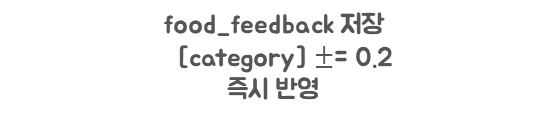 food_feedback 저장
[category] ±= 0.2
즉시 반영